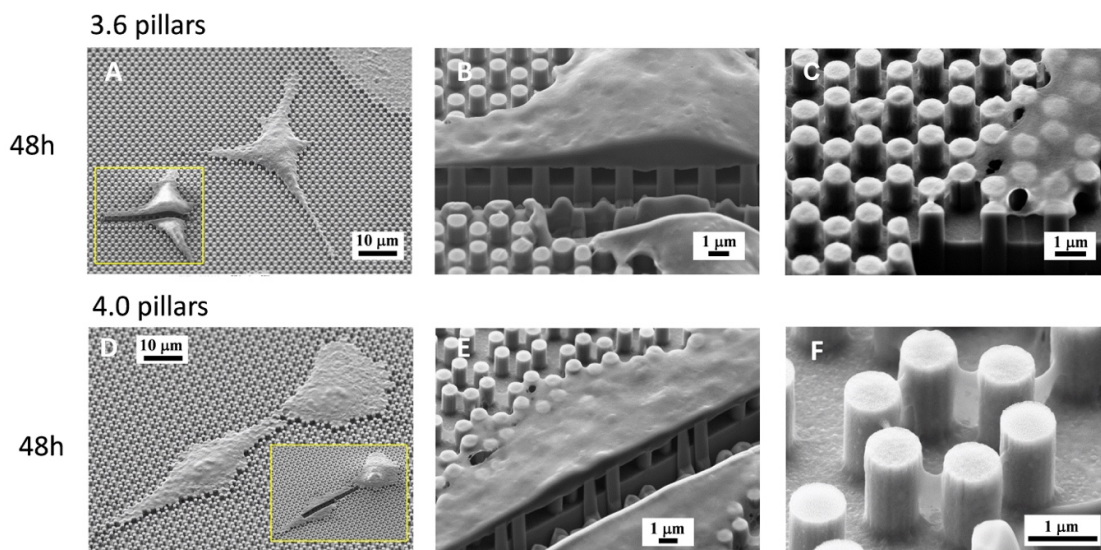 3.6 pillars
48h
A
10 μm
B
1 μm
C
1 μm
4.0 pillars
48h
D
10 μm
E
1 μm
F
1 μm